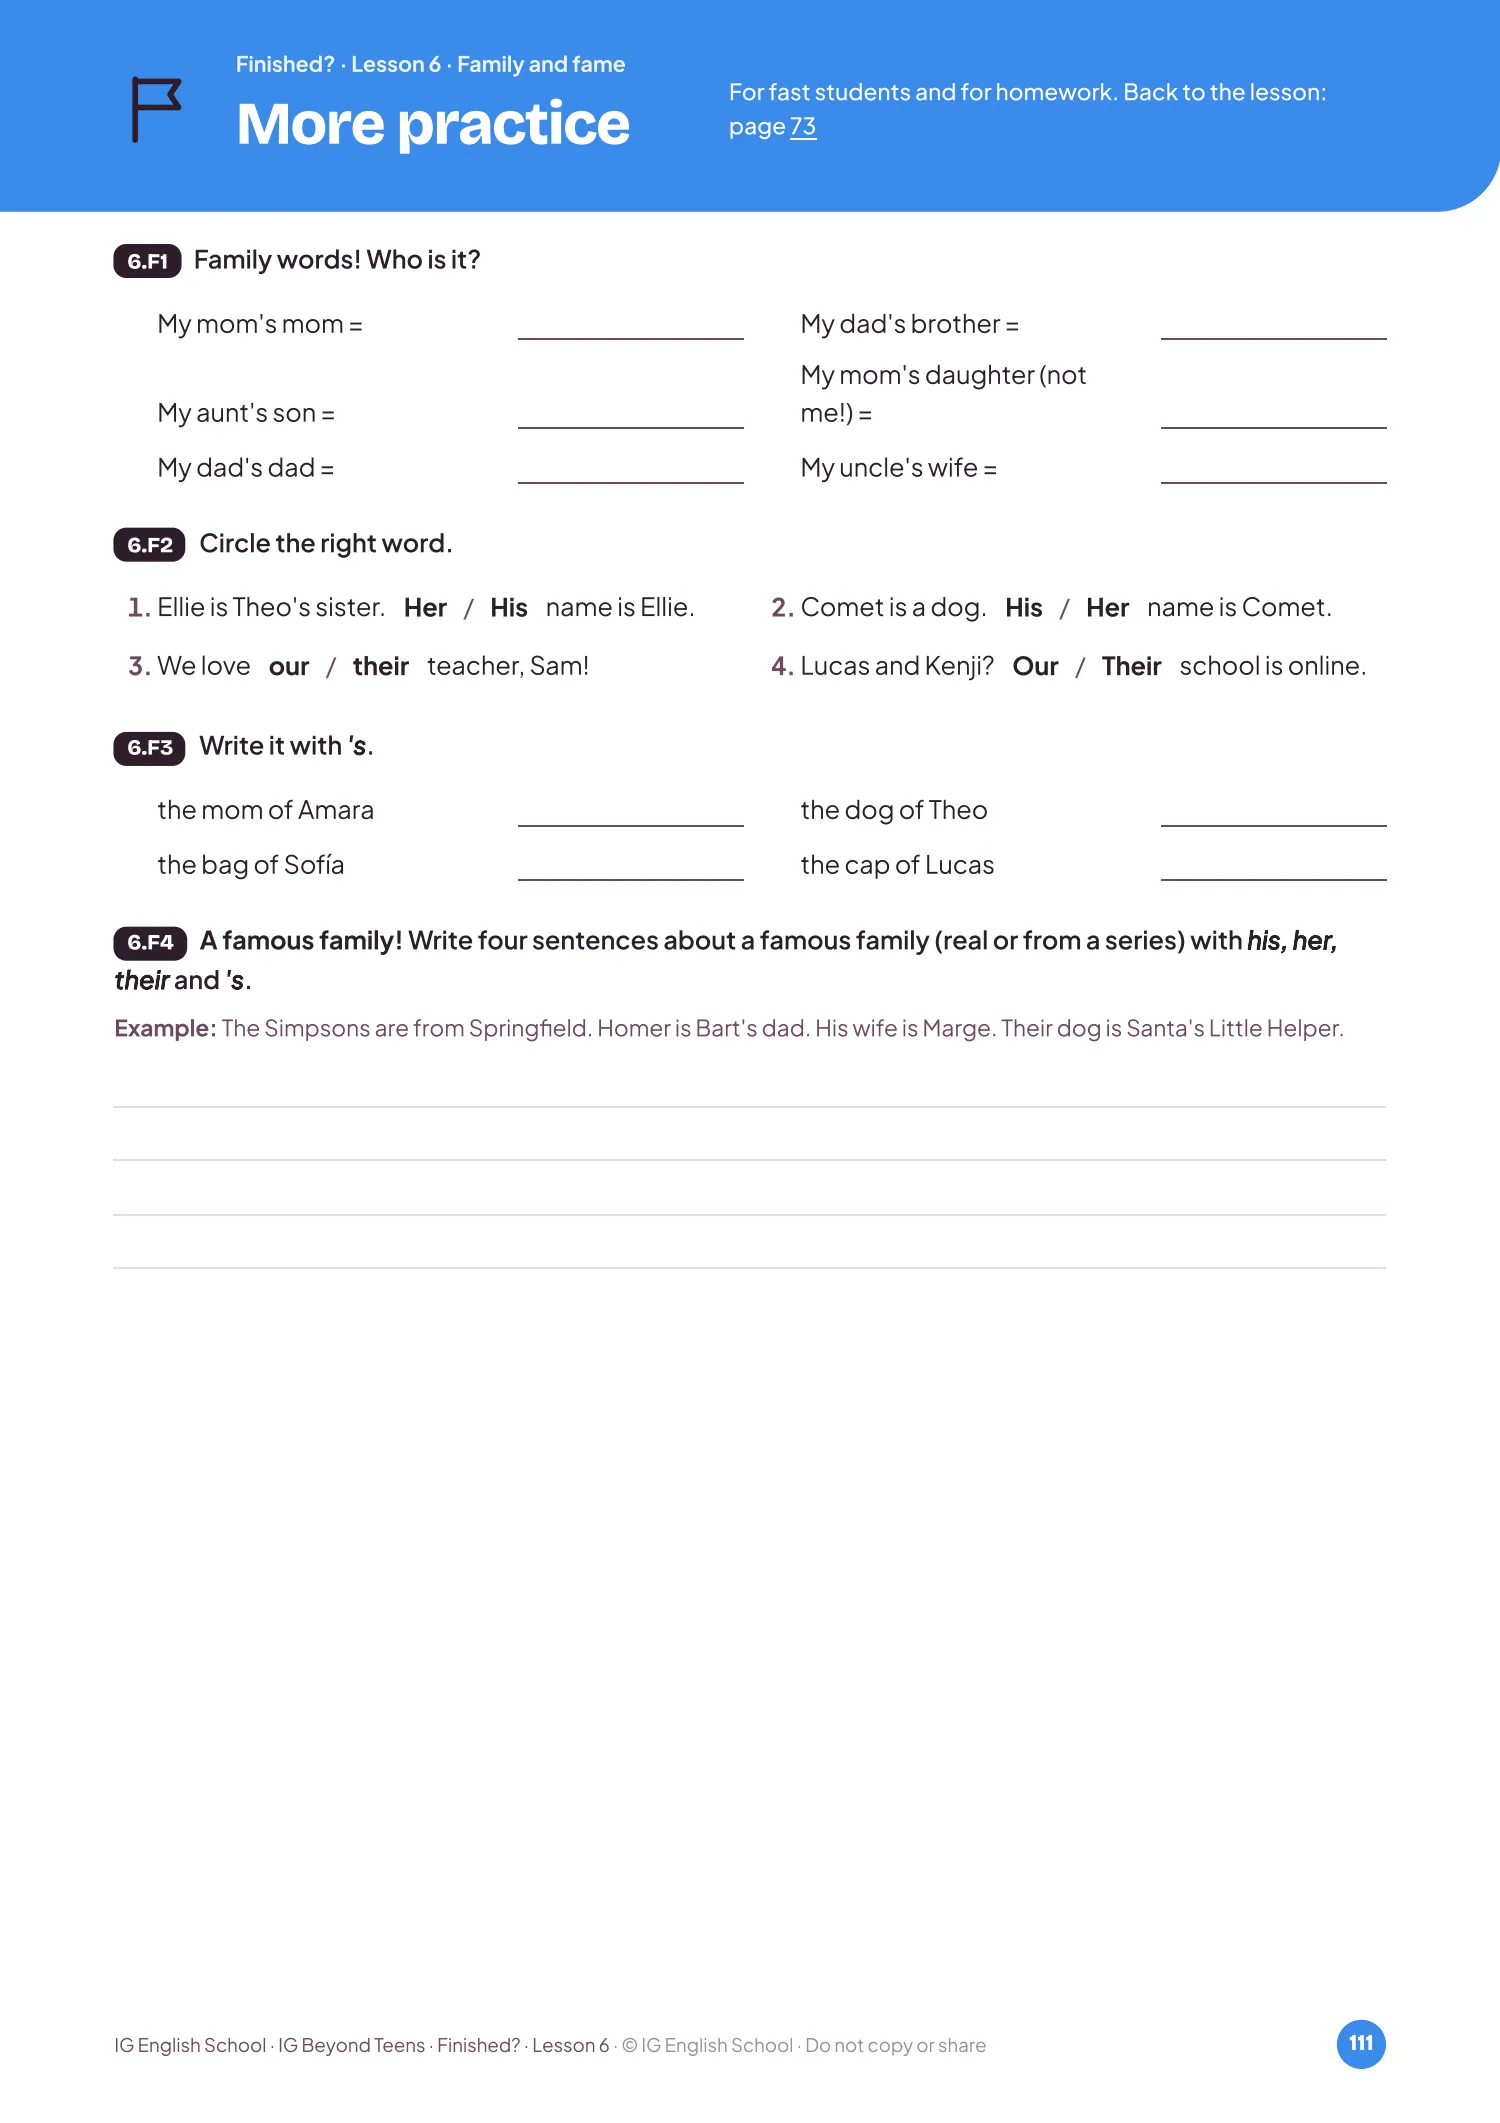 Finished? · Lesson 6 · Family and fame
More practice
For fast students and for homework. Back to the lesson:
page 73
6.F1 Family words! Who is it?
My mom's mom =
My dad's brother =
My aunt's son =
My mom's daughter (not
me!) =
My dad's dad =
My uncle's wife =
6.F2 Circle the right word.
1. Ellie is Theo's sister. Her / His name is Ellie.
2. Comet is a dog. His / Her name is Comet.
3. We love our / their teacher, Sam!
4. Lucas and Kenji? Our / Their school is online.
6.F3 Write it with 's.
the mom of Amara
the dog of Theo
the bag of Sofía
the cap of Lucas
6.F4 A famous family! Write four sentences about a famous family (real or from a series) with his, her,
their and 's.
Example: The Simpsons are from Springfield. Homer is Bart's dad. His wife is Marge. Their dog is Santa's Little Helper.
IG English School · IG Beyond Teens · Finished? · Lesson 6 · © IG English School · Do not copy or share
111